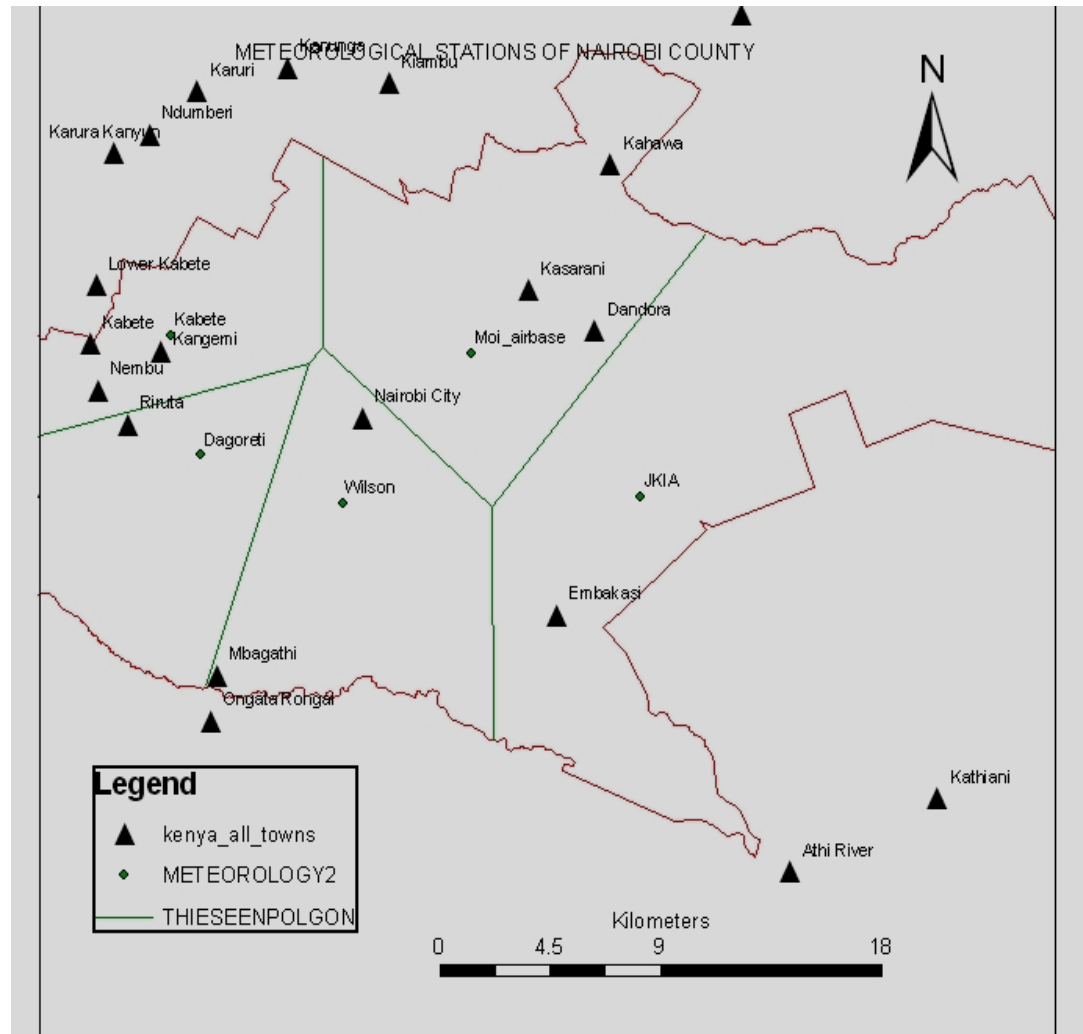 METEOROLOGICAL STATIONS OF NAIROBI COUNTY
Karuri
Kiambu
Ndumberi
Karura Kanyun
Kahawa
N
Lower Kabete
Kasarani
Kabete
Kabete
Kangemi
Dandora
Moi_airbase
Nembu
Riruta
Nairobi City
Dagoreti
Wilson
JKIA
Embakasi
Mbagathi
Ongata Rongai
Legend
kenya_all_towns
METEOROLOGY2
THIESEENPOLGON
Kathiani
Athi River
Kilometers
0 4.5 9 18